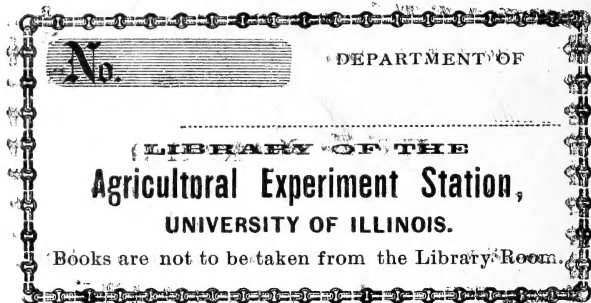 No.
DEPARTMENT OF
LIBRARY OF THE
Agricultural Experiment Station,
UNIVERSITY OF ILLINOIS.
Books are not to be taken from the Library Room.